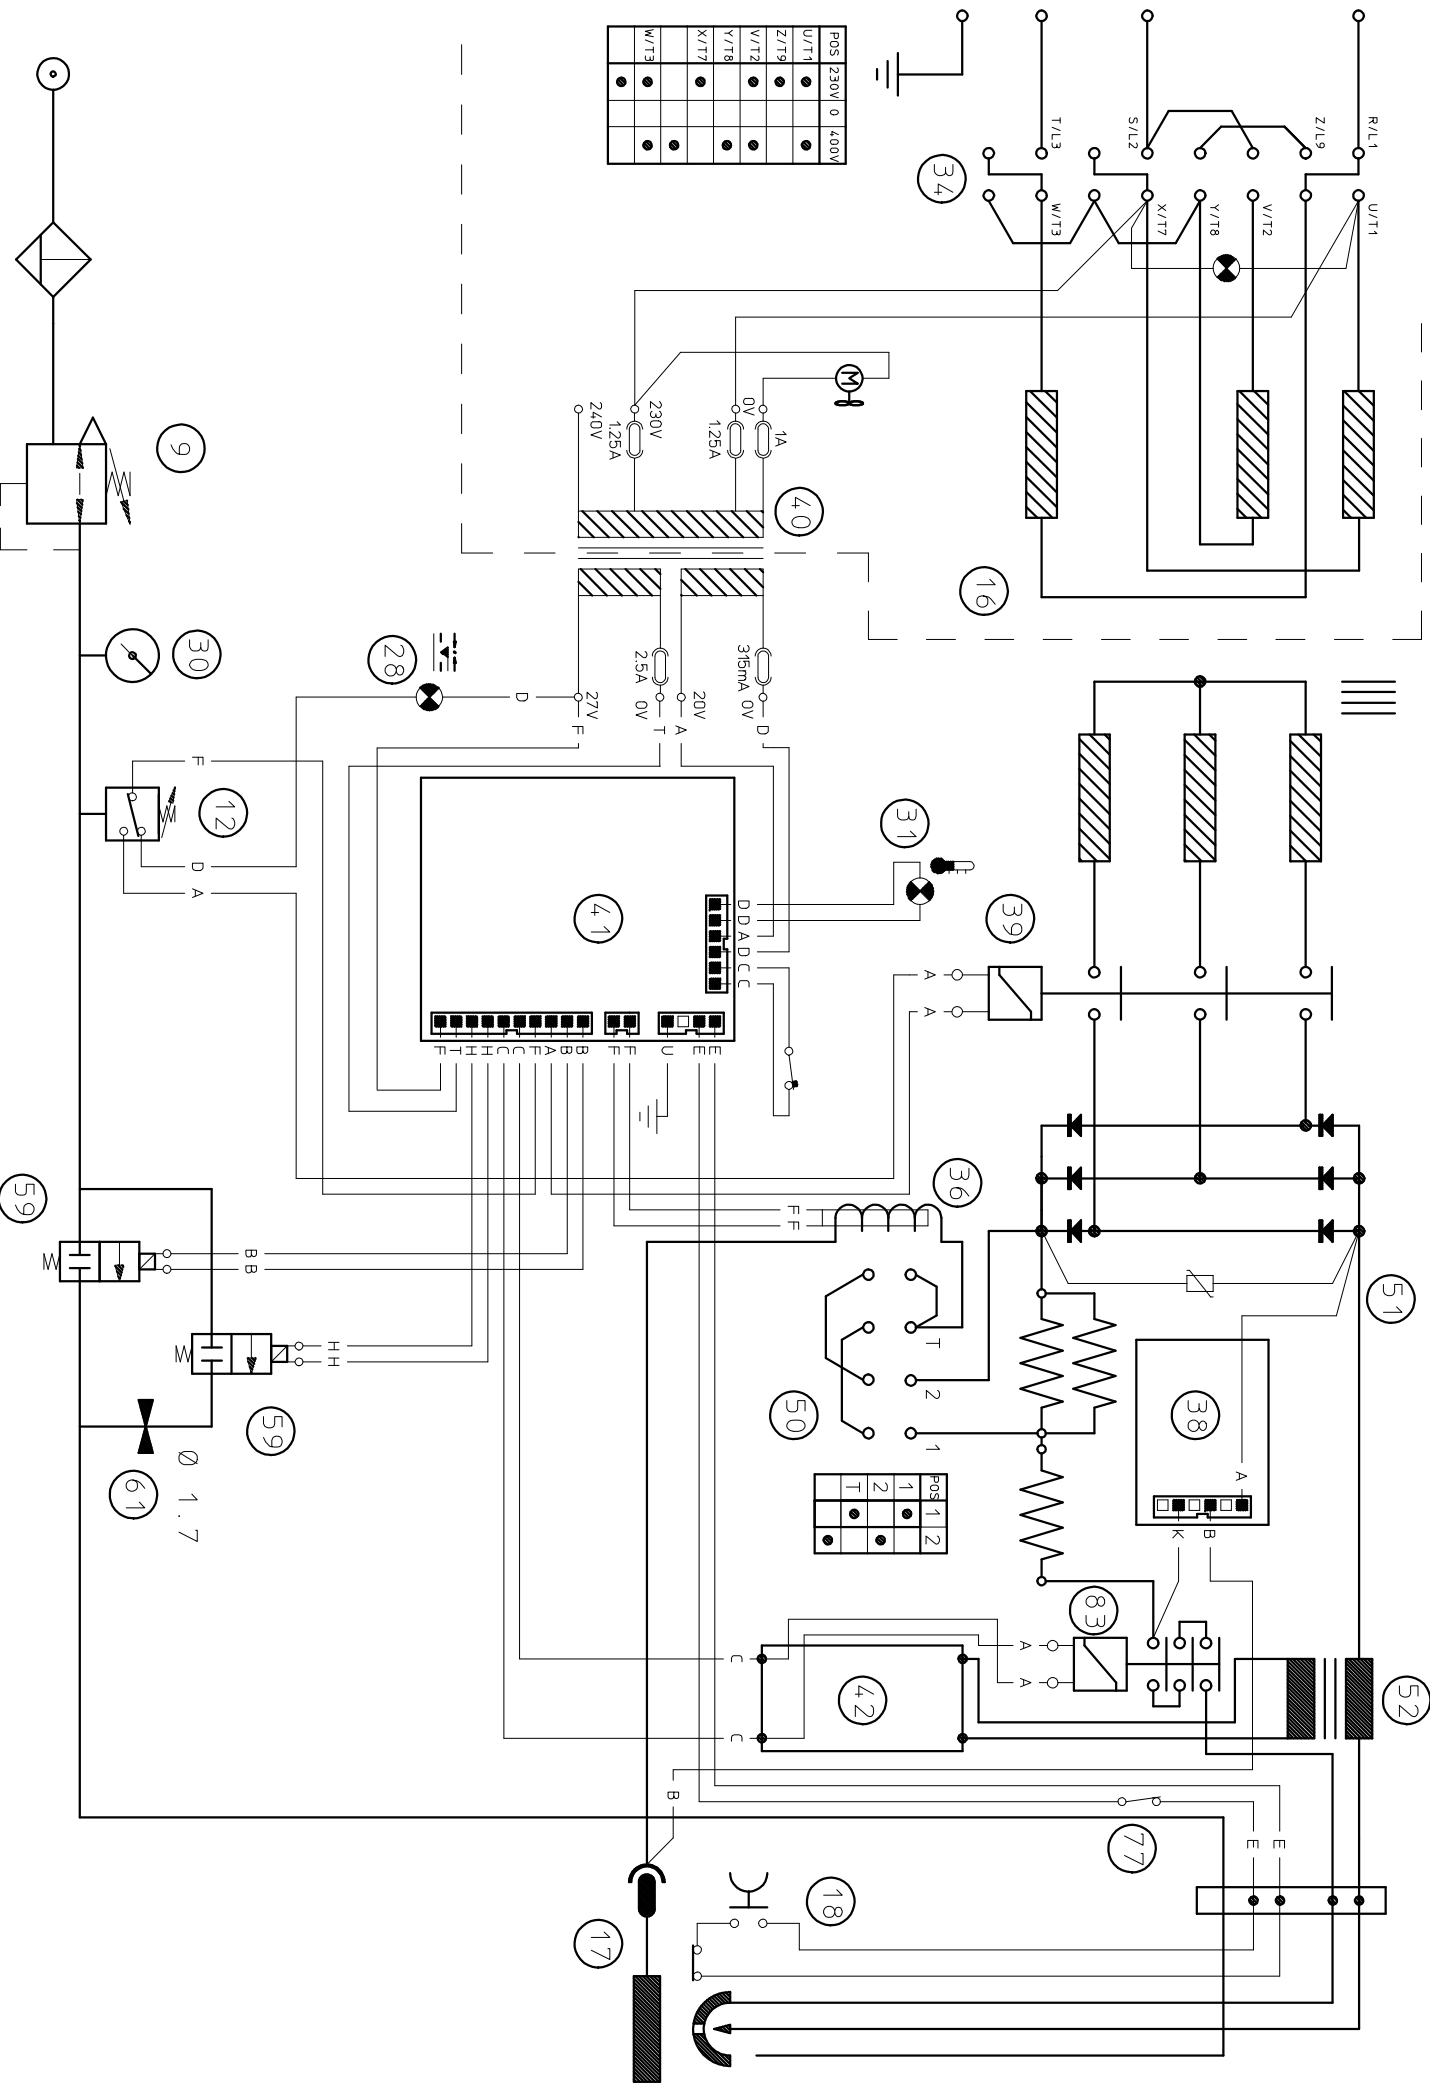 R/L1
Z/L9
S/L2
T/L3
U/T1
V/T2
Y/T8
X/T7
W/T3
34
POS 230V 0 400V
U/T1
Z/T9
V/T2
Y/T8
X/T7
W/T3
16
M
1A
0V
1.25A
230V
1.25A
240V
40
9
30
28
315mA 0V
20V
2.5A 0V
27V
D
D
A
T
F
12
F
D
A
31
41
D
D
A
D
C
C
39
A
A
F
T
H
H
C
C
F
A
B
B
F
F
U
E
E
36
F
F
59
B
B
H
H
59
61
Ø 1.7
51
50
T
2
1
POS 1 2
1
2
T
38
A
B
K
83
A
A
42
C
C
52
B
77
E
E
18
17